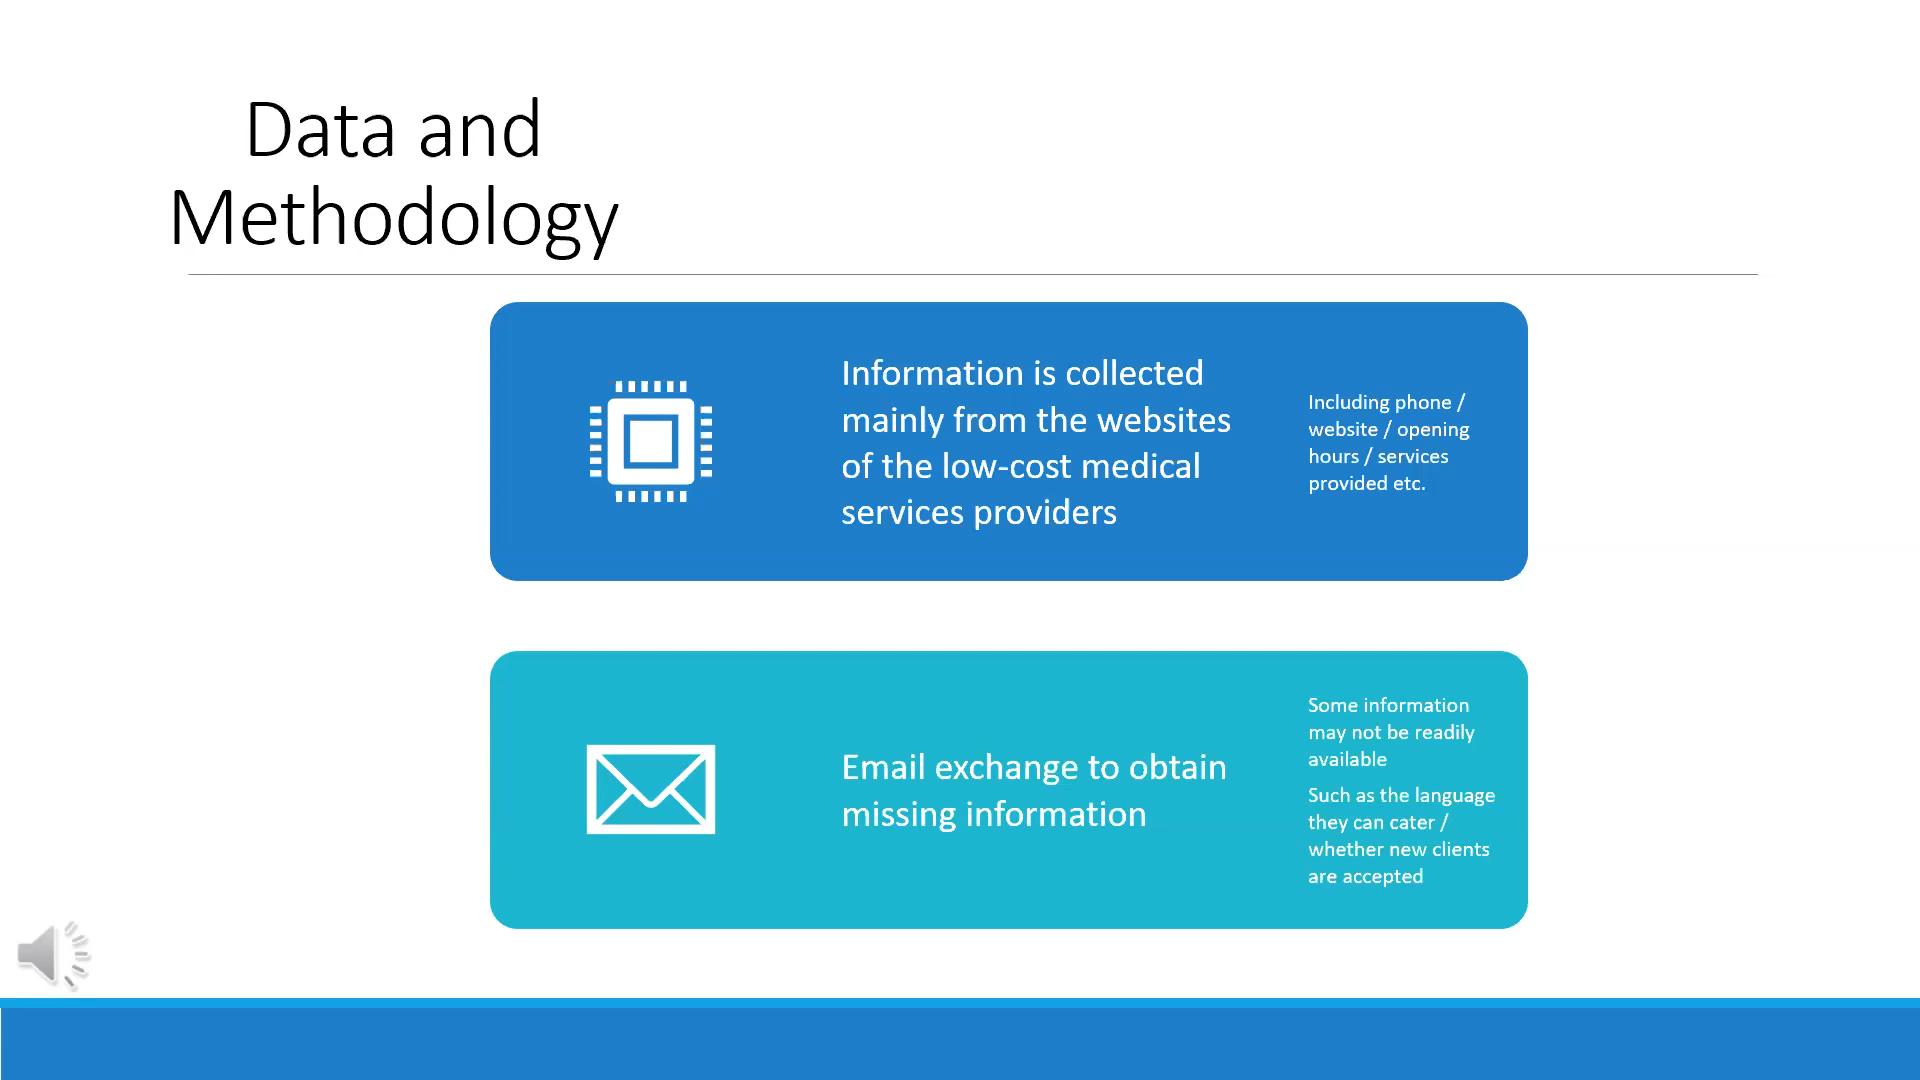 Data and
Methodology
Information is collected
mainly from the websites
of the low-cost medical
services providers
Including phone /
website / opening
hours / services
provided etc.
Email exchange to obtain
missing information
Some information
may not be readily
available
Such as the language
they can cater /
whether new clients
are accepted